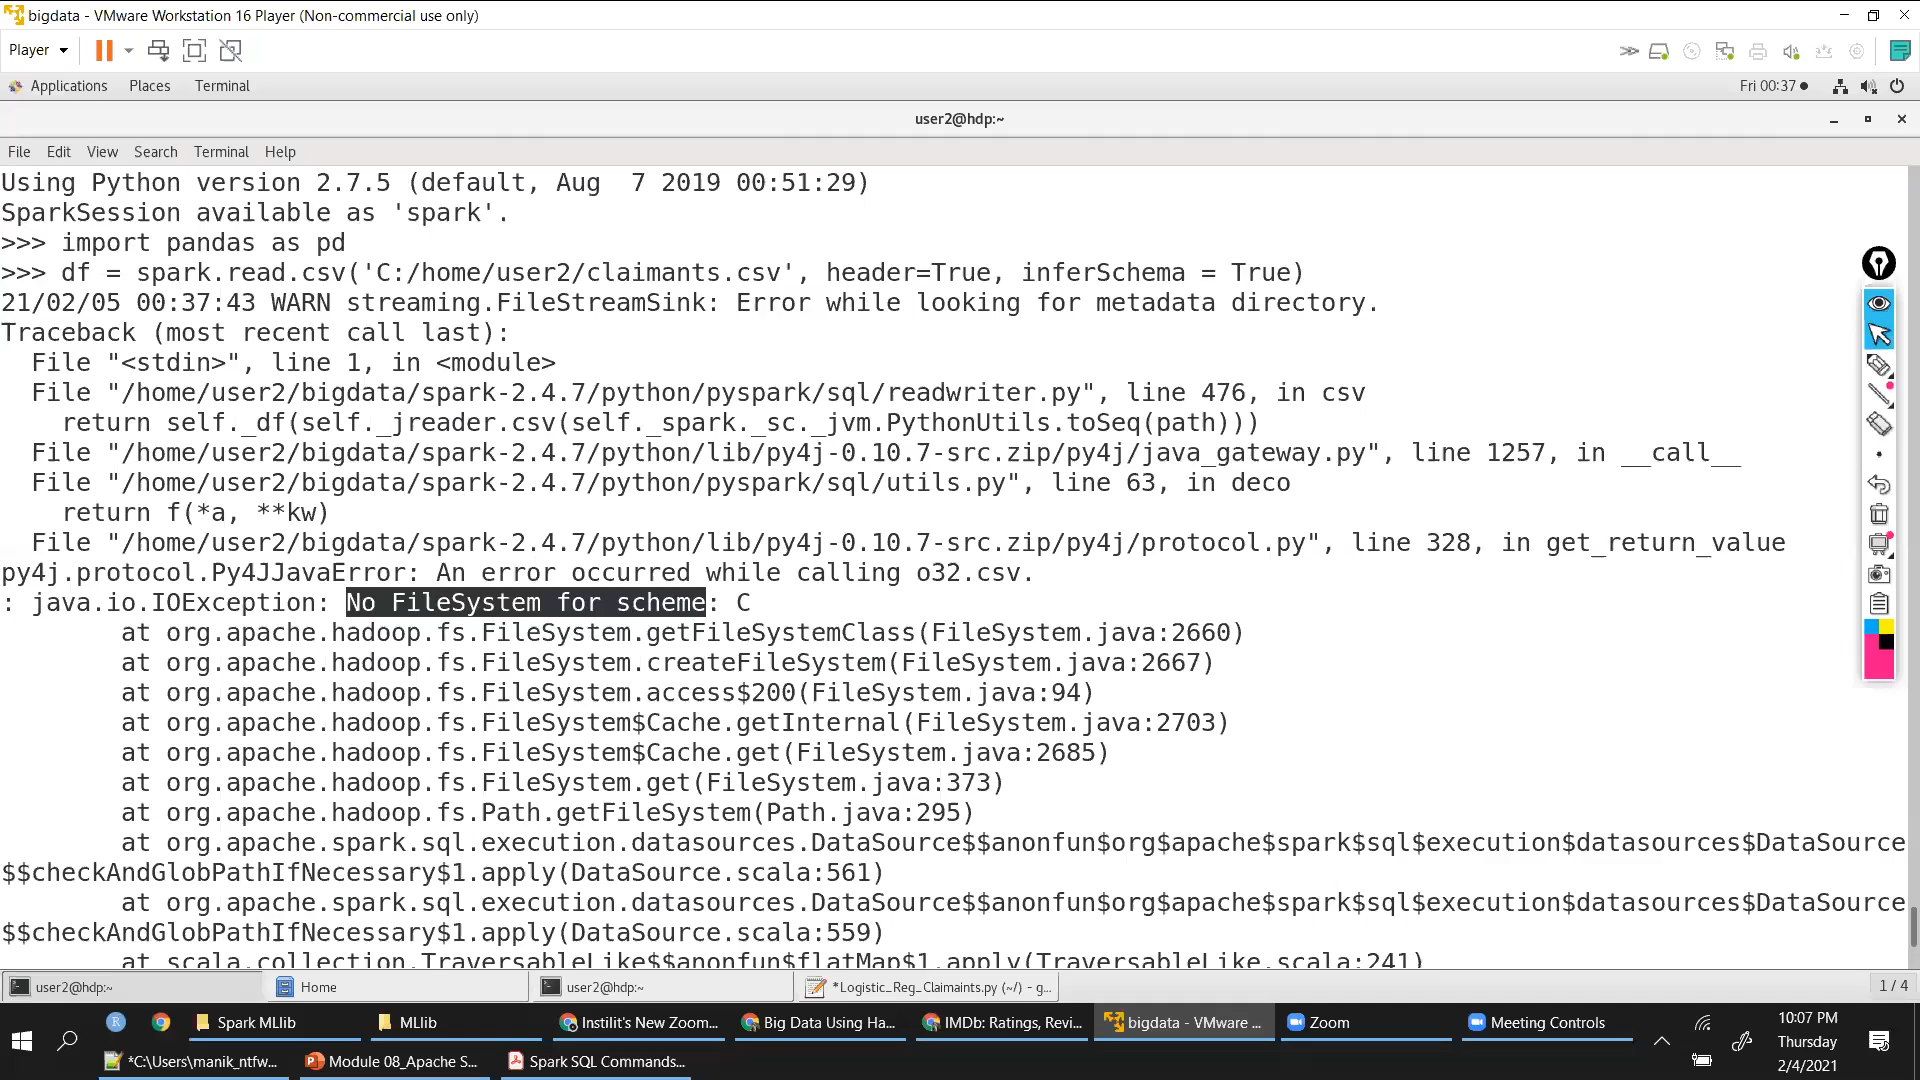 bigdata - VMware Workstation 16 Player (Non-commercial use only)
Player
Applications Places Terminal Fri 00:37
user2@hdp:~
File Edit View Search Terminal Help
Using Python version 2.7.5 (default, Aug  7 2019 00:51:29)
SparkSession available as 'spark'.
>>> import pandas as pd
>>> df = spark.read.csv('C:/home/user2/claimants.csv', header=True, inferSchema = True)
21/02/05 00:37:43 WARN streaming.FileStreamSink: Error while looking for metadata directory.
Traceback (most recent call last):
  File "<stdin>", line 1, in <module>
  File "/home/user2/bigdata/spark-2.4.7/python/pyspark/sql/readwriter.py", line 476, in csv
    return self._df(self._jreader.csv(self._spark._sc._jvm.PythonUtils.toSeq(path)))
  File "/home/user2/bigdata/spark-2.4.7/python/lib/py4j-0.10.7-src.zip/py4j/java_gateway.py", line 1257, in __call__
  File "/home/user2/bigdata/spark-2.4.7/python/pyspark/sql/utils.py", line 63, in deco
    return f(*a, **kw)
  File "/home/user2/bigdata/spark-2.4.7/python/lib/py4j-0.10.7-src.zip/py4j/protocol.py", line 328, in get_return_value
py4j.protocol.Py4JJavaError: An error occurred while calling o32.csv.
: java.io.IOException: No FileSystem for scheme: C
        at org.apache.hadoop.fs.FileSystem.getFileSystemClass(FileSystem.java:2660)
        at org.apache.hadoop.fs.FileSystem.createFileSystem(FileSystem.java:2667)
        at org.apache.hadoop.fs.FileSystem.access$200(FileSystem.java:94)
        at org.apache.hadoop.fs.FileSystem$Cache.getInternal(FileSystem.java:2703)
        at org.apache.hadoop.fs.FileSystem$Cache.get(FileSystem.java:2685)
        at org.apache.hadoop.fs.FileSystem.get(FileSystem.java:373)
        at org.apache.hadoop.fs.Path.getFileSystem(Path.java:295)
        at org.apache.spark.sql.execution.datasources.DataSource$$anonfun$org$apache$spark$sql$execution$datasources$DataSource
$$checkAndGlobPathIfNecessary$1.apply(DataSource.scala:561)
        at org.apache.spark.sql.execution.datasources.DataSource$$anonfun$org$apache$spark$sql$execution$datasources$DataSource
$$checkAndGlobPathIfNecessary$1.apply(DataSource.scala:559)
        at scala.collection.TraversableLike$$anonfun$flatMap$1.apply(TraversableLike.scala:241)
user2@hdp:~ Home user2@hdp:~ *Logistic_Reg_Claimaints.py (~/) - g... 1 / 4
R Spark MLlib MLlib Instilit's New Zoom... Big Data Using Ha... IMDb: Ratings, Revi... bigdata - VMware ... Zoom Meeting Controls 10:07 PM
Thursday
*C:\Users\manik_ntfw... Module 08_Apache S... Spark SQL Commands... 2/4/2021